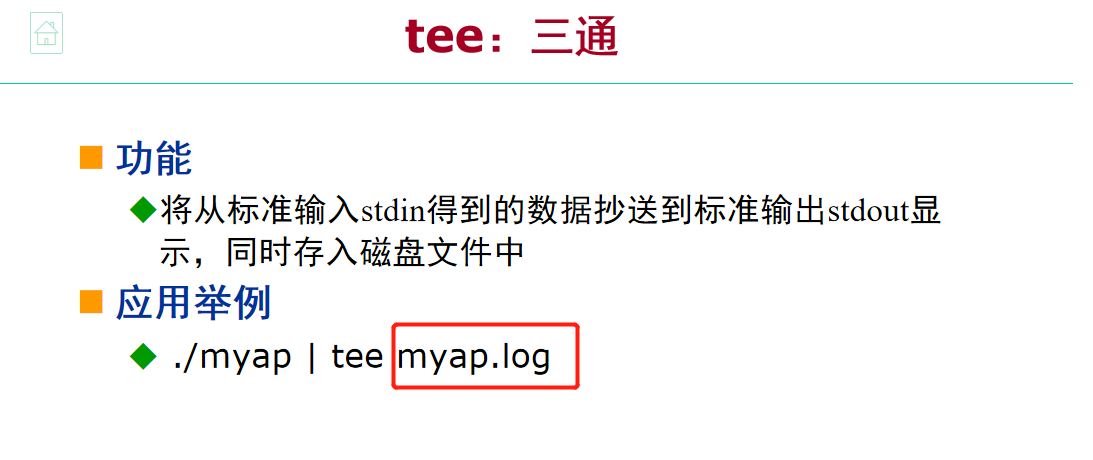 tee：三通
功能
将从标准输入stdin得到的数据抄送到标准输出stdout显
示，同时存入磁盘文件中
应用举例
./myap | tee myap.log